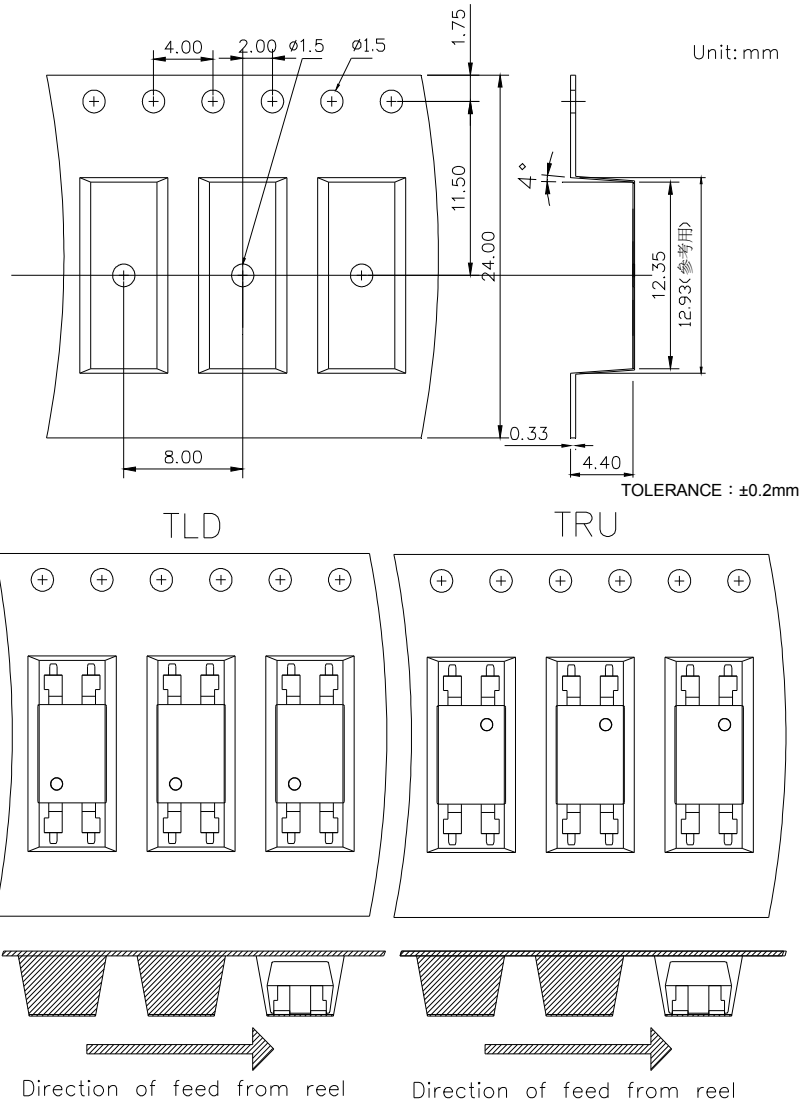 4.00
2.00
ø1.5
ø1.5
1.75
Unit: mm
11.50
24.00
4°
12.35
12.93(参考用)
8.00
0.33
4.40
TOLERANCE : ±0.2mm
TLD
TRU
Direction of feed from reel
Direction of feed from reel